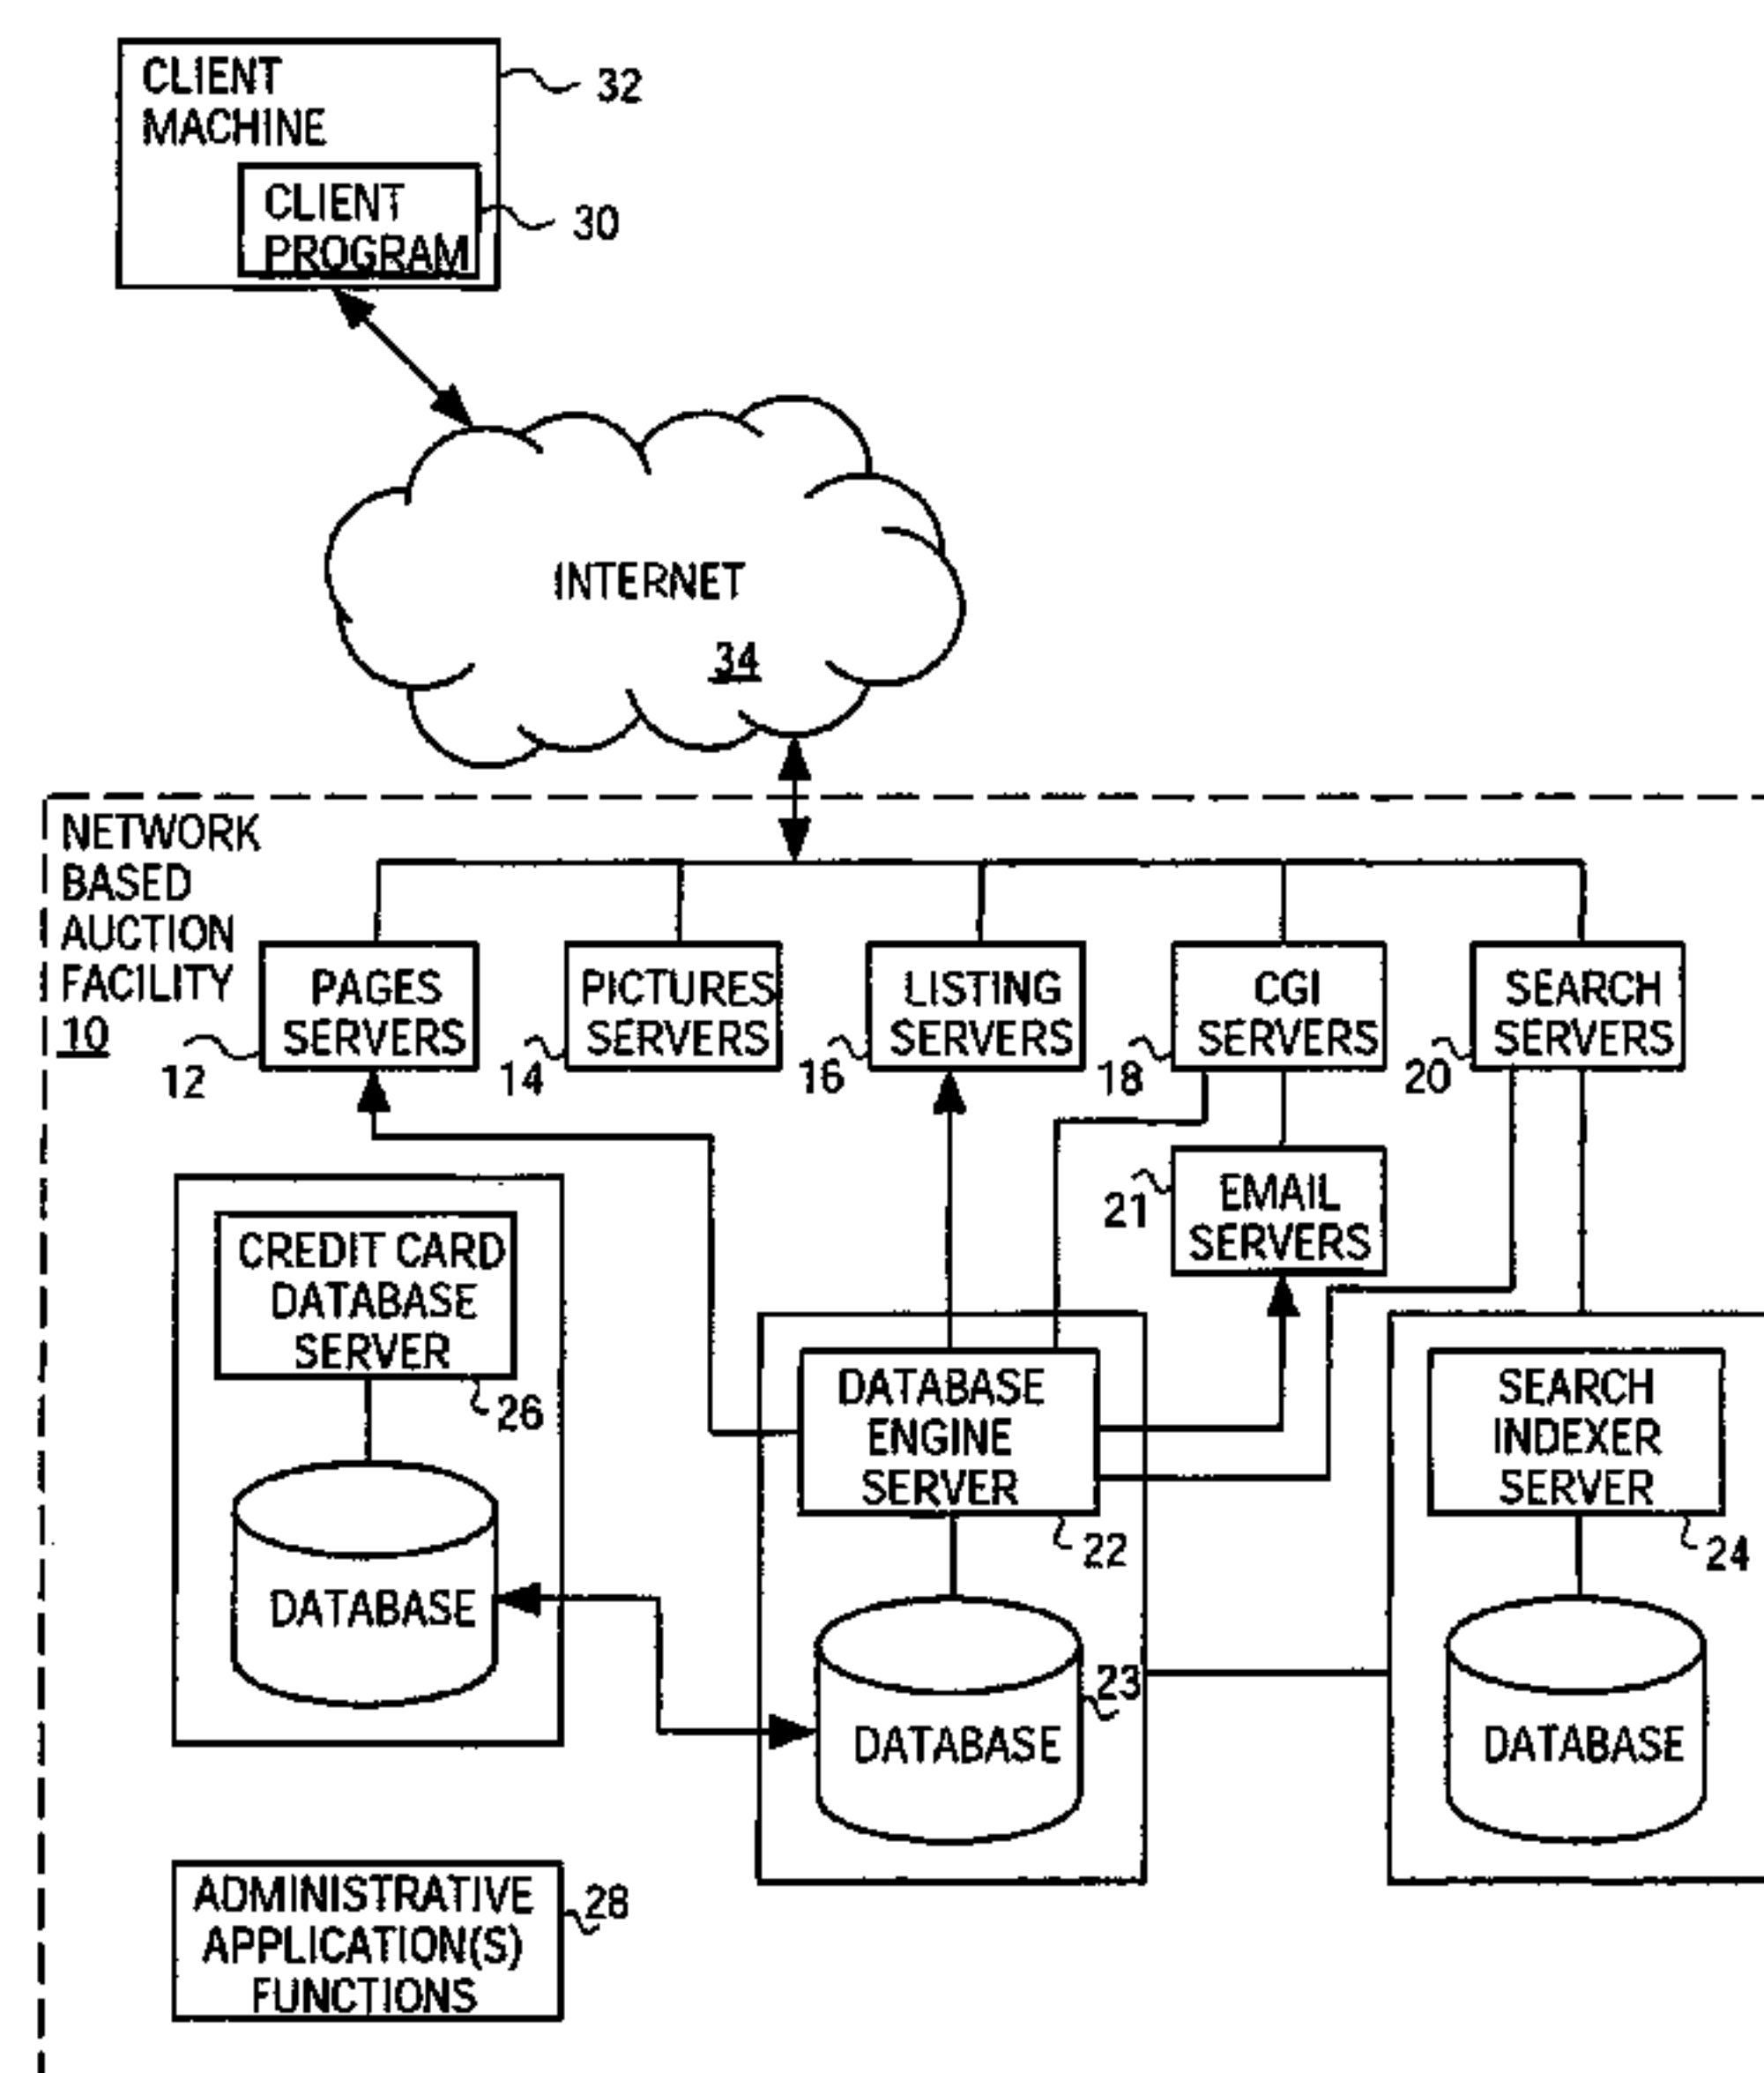 CLIENT
MACHINE
32
CLIENT
PROGRAM
30
INTERNET
34
NETWORK
BASED
AUCTION
FACILITY
10
PAGES
SERVERS
12
PICTURES
SERVERS
14
LISTING
SERVERS
16
CGI
SERVERS
18
SEARCH
SERVERS
20
EMAIL
SERVERS
21
CREDIT CARD
DATABASE
SERVER
26
DATABASE
DATABASE
ENGINE
SERVER
22
DATABASE
23
SEARCH
INDEXER
SERVER
24
DATABASE
ADMINISTRATIVE
APPLICATION(S)
FUNCTIONS
28